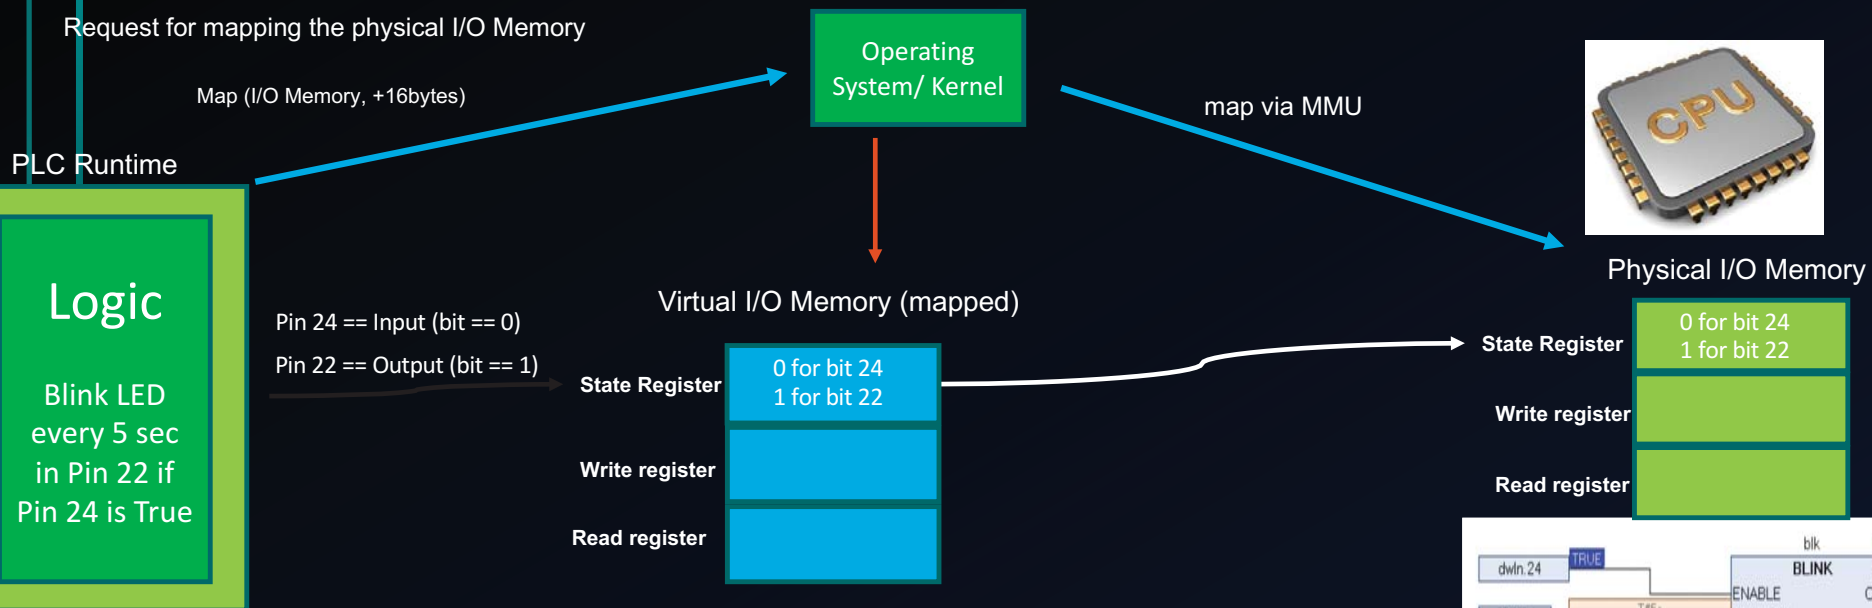 Request for mapping the physical I/O Memory
Map (I/O Memory, +16bytes)
Operating
System/ Kernel
map via MMU
CPU
PLC Runtime
Logic
Blink LED
every 5 sec
in Pin 22 if
Pin 24 is True
Pin 24 == Input (bit == 0)
Pin 22 == Output (bit == 1)
Virtual I/O Memory (mapped)
State Register
0 for bit 24
1 for bit 22
Write register
Read register
Physical I/O Memory
State Register
0 for bit 24
1 for bit 22
Write register
Read register
dwIn.24
TRUE
blk
BLINK
ENABLE